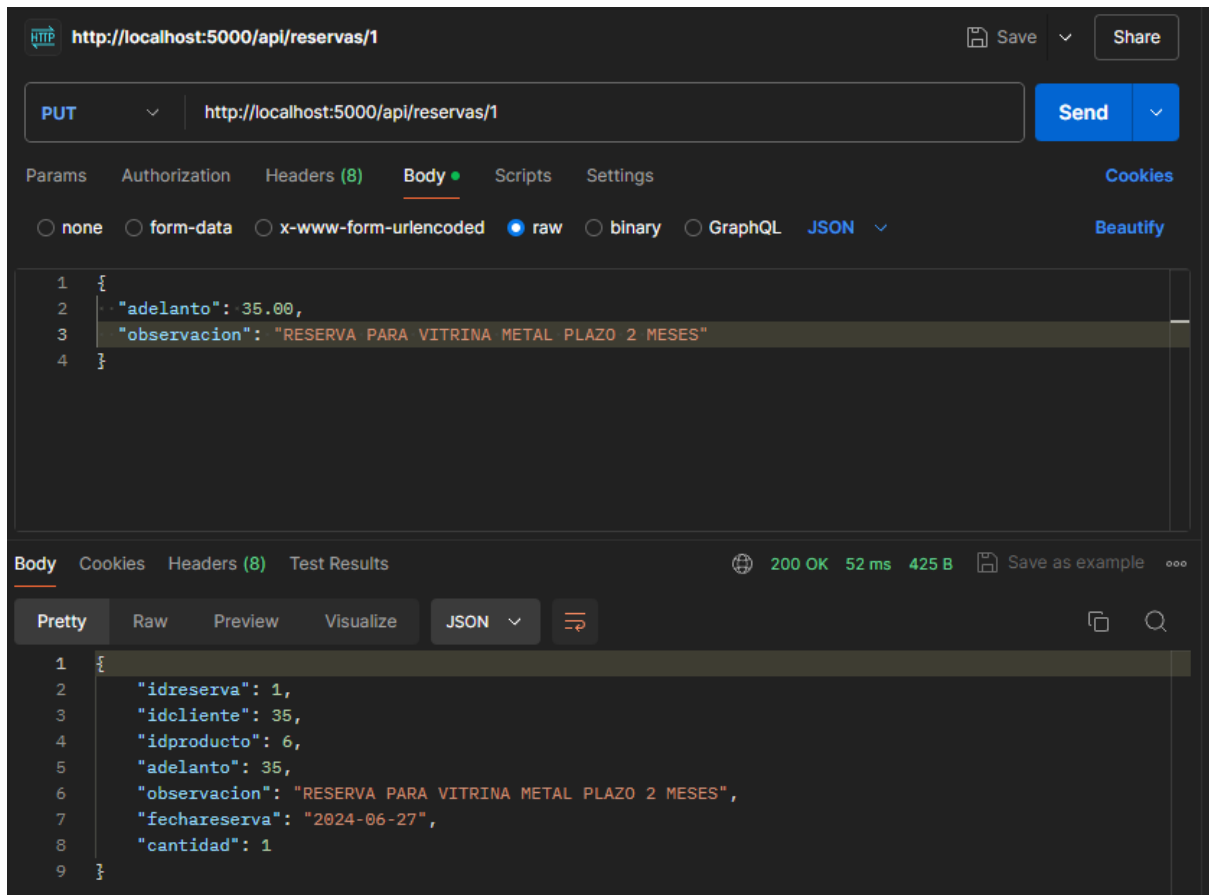 HTTP http://localhost:5000/api/reservas/1 Save Share
PUT http://localhost:5000/api/reservas/1 Send
Params Authorization Headers (8) Body Scripts Settings Cookies
none form-data x-www-form-urlencoded raw binary GraphQL JSON Beautify
1 {
2 "adelanto": 35.00,
3 "observacion": "RESERVA PARA VITRINA METAL PLAZO 2 MESES"
4 }
Body Cookies Headers (8) Test Results 200 OK 52 ms 425 B Save as example
Pretty Raw Preview Visualize JSON
1 {
2 "idreserva": 1,
3 "idcliente": 35,
4 "idproducto": 6,
5 "adelanto": 35,
6 "observacion": "RESERVA PARA VITRINA METAL PLAZO 2 MESES",
7 "fechareserva": "2024-06-27",
8 "cantidad": 1
9 }